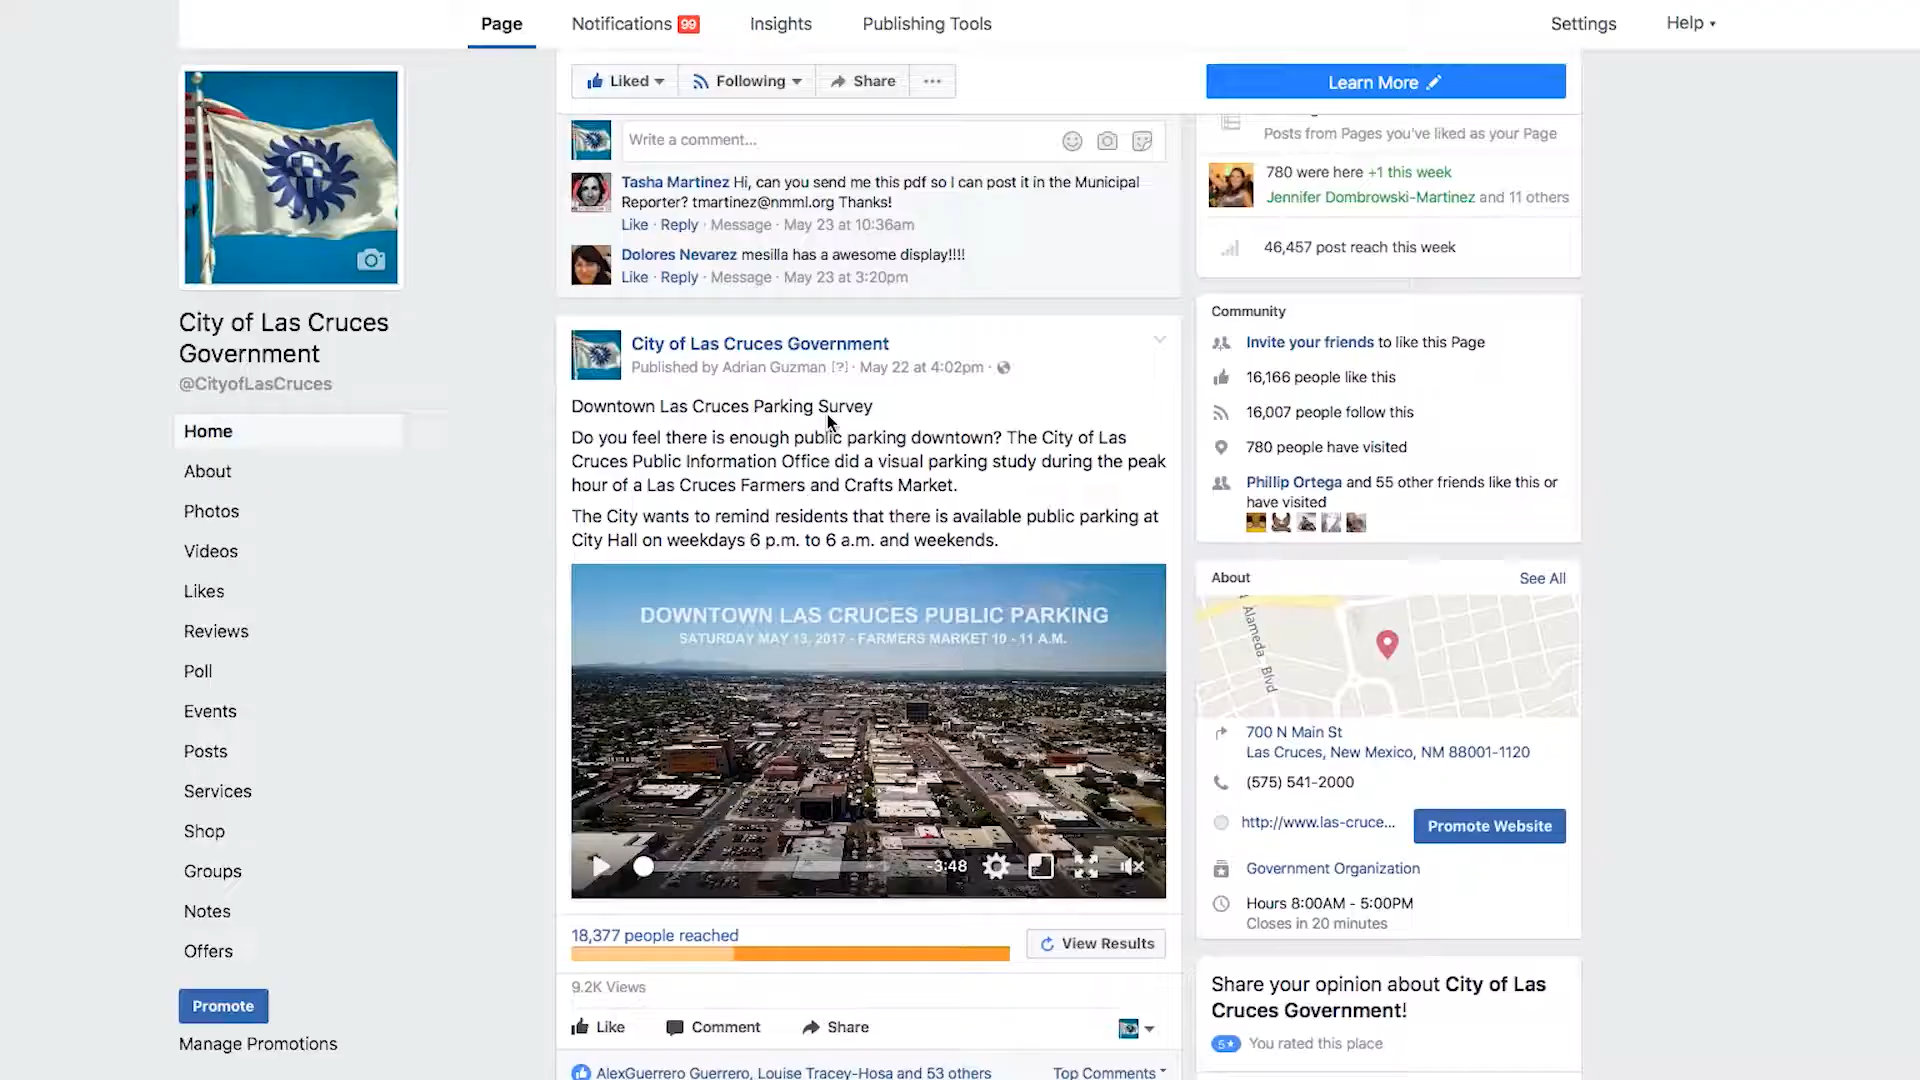 Page
Notifications 99
Insights
Publishing Tools
Settings
Help
Liked
Following
Share
Learn More
City of Las Cruces
Government
@CityofLasCruces
Home
About
Photos
Videos
Likes
Reviews
Poll
Events
Posts
Services
Shop
Groups
Notes
Offers
Promote
Manage Promotions
Write a comment...
Tasha Martinez Hi, can you send me this pdf so I can post it in the Municipal
Reporter? tmartinez@nmml.org Thanks!
Like · Reply · Message · May 23 at 10:36am
Dolores Nevarez mesilla has a awesome display!!!!
Like · Reply · Message · May 23 at 3:20pm
City of Las Cruces Government
Published by Adrian Guzman [?] · May 22 at 4:02pm ·
Downtown Las Cruces Parking Survey
Do you feel there is enough public parking downtown? The City of Las
Cruces Public Information Office did a visual parking study during the peak
hour of a Las Cruces Farmers and Crafts Market.
The City wants to remind residents that there is available public parking at
City Hall on weekdays 6 p.m. to 6 a.m. and weekends.
DOWNTOWN LAS CRUCES PUBLIC PARKING
SATURDAY MAY 13, 2017 - FARMERS MARKET 10 - 11 A.M.
-3:48
18,377 people reached
View Results
9.2K Views
Like
Comment
Share
AlexGuerrero Guerrero, Louise Tracey-Hosa and 53 others
Top Comments
Posts from Pages you've liked as your Page
780 were here +1 this week
Jennifer Dombrowski-Martinez and 11 others
46,457 post reach this week
Community
Invite your friends to like this Page
16,166 people like this
16,007 people follow this
780 people have visited
Phillip Ortega and 55 other friends like this or
have visited
About
See All
Alameda Blvd
700 N Main St
Las Cruces, New Mexico, NM 88001-1120
(575) 541-2000
http://www.las-cruce...
Promote Website
Government Organization
Hours 8:00AM - 5:00PM
Closes in 20 minutes
Share your opinion about City of Las
Cruces Government!
5★ You rated this place